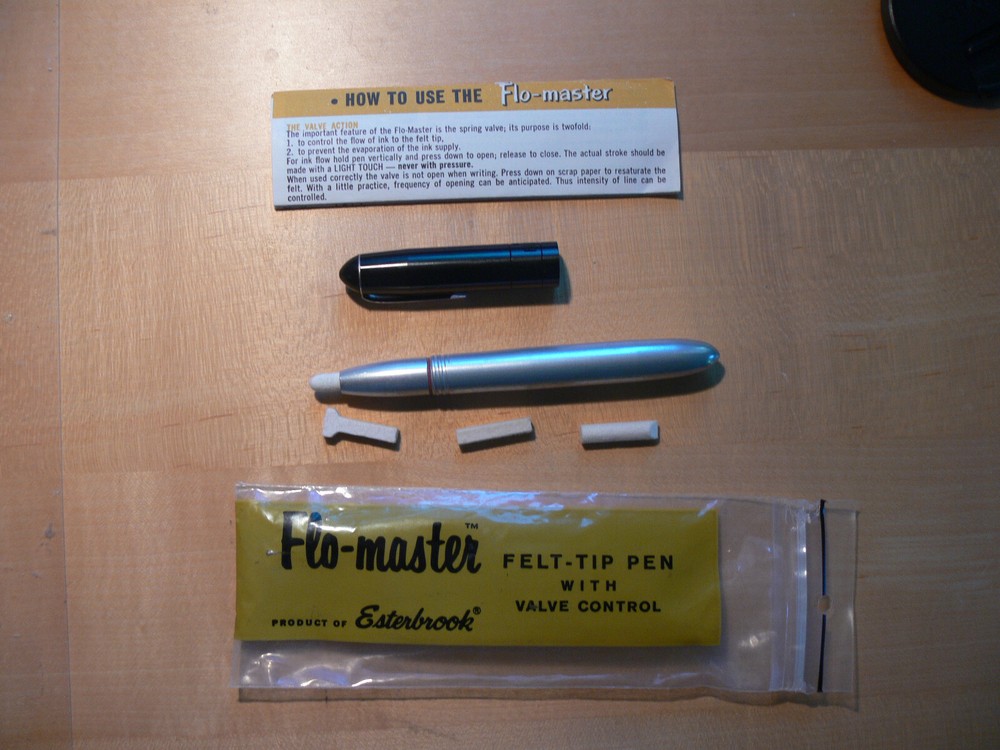 • HOW TO USE THE Flo-master
THE VALVE ACTION
The important feature of the Flo-Master is the spring valve; its purpose is twofold:
1. to control the flow of ink to the felt tip,
2. to prevent the evaporation of the ink supply.
For ink flow hold pen vertically and press down to open; release to close. The actual stroke should be
made with a LIGHT TOUCH — never with pressure.
When used correctly the valve is not open when writing. Press down on scrap paper to resaturate the
felt. With a little practice, frequency of opening can be anticipated. Thus intensity of line can be
controlled.
Flo-master™
FELT-TIP PEN
WITH
VALVE CONTROL
PRODUCT OF Esterbrook®